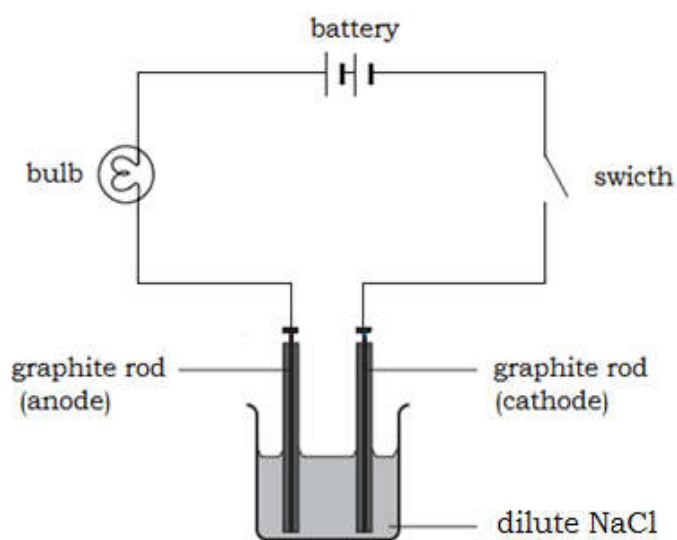 battery
bulb
swicth
graphite rod
(anode)
graphite rod
(cathode)
dilute NaCl